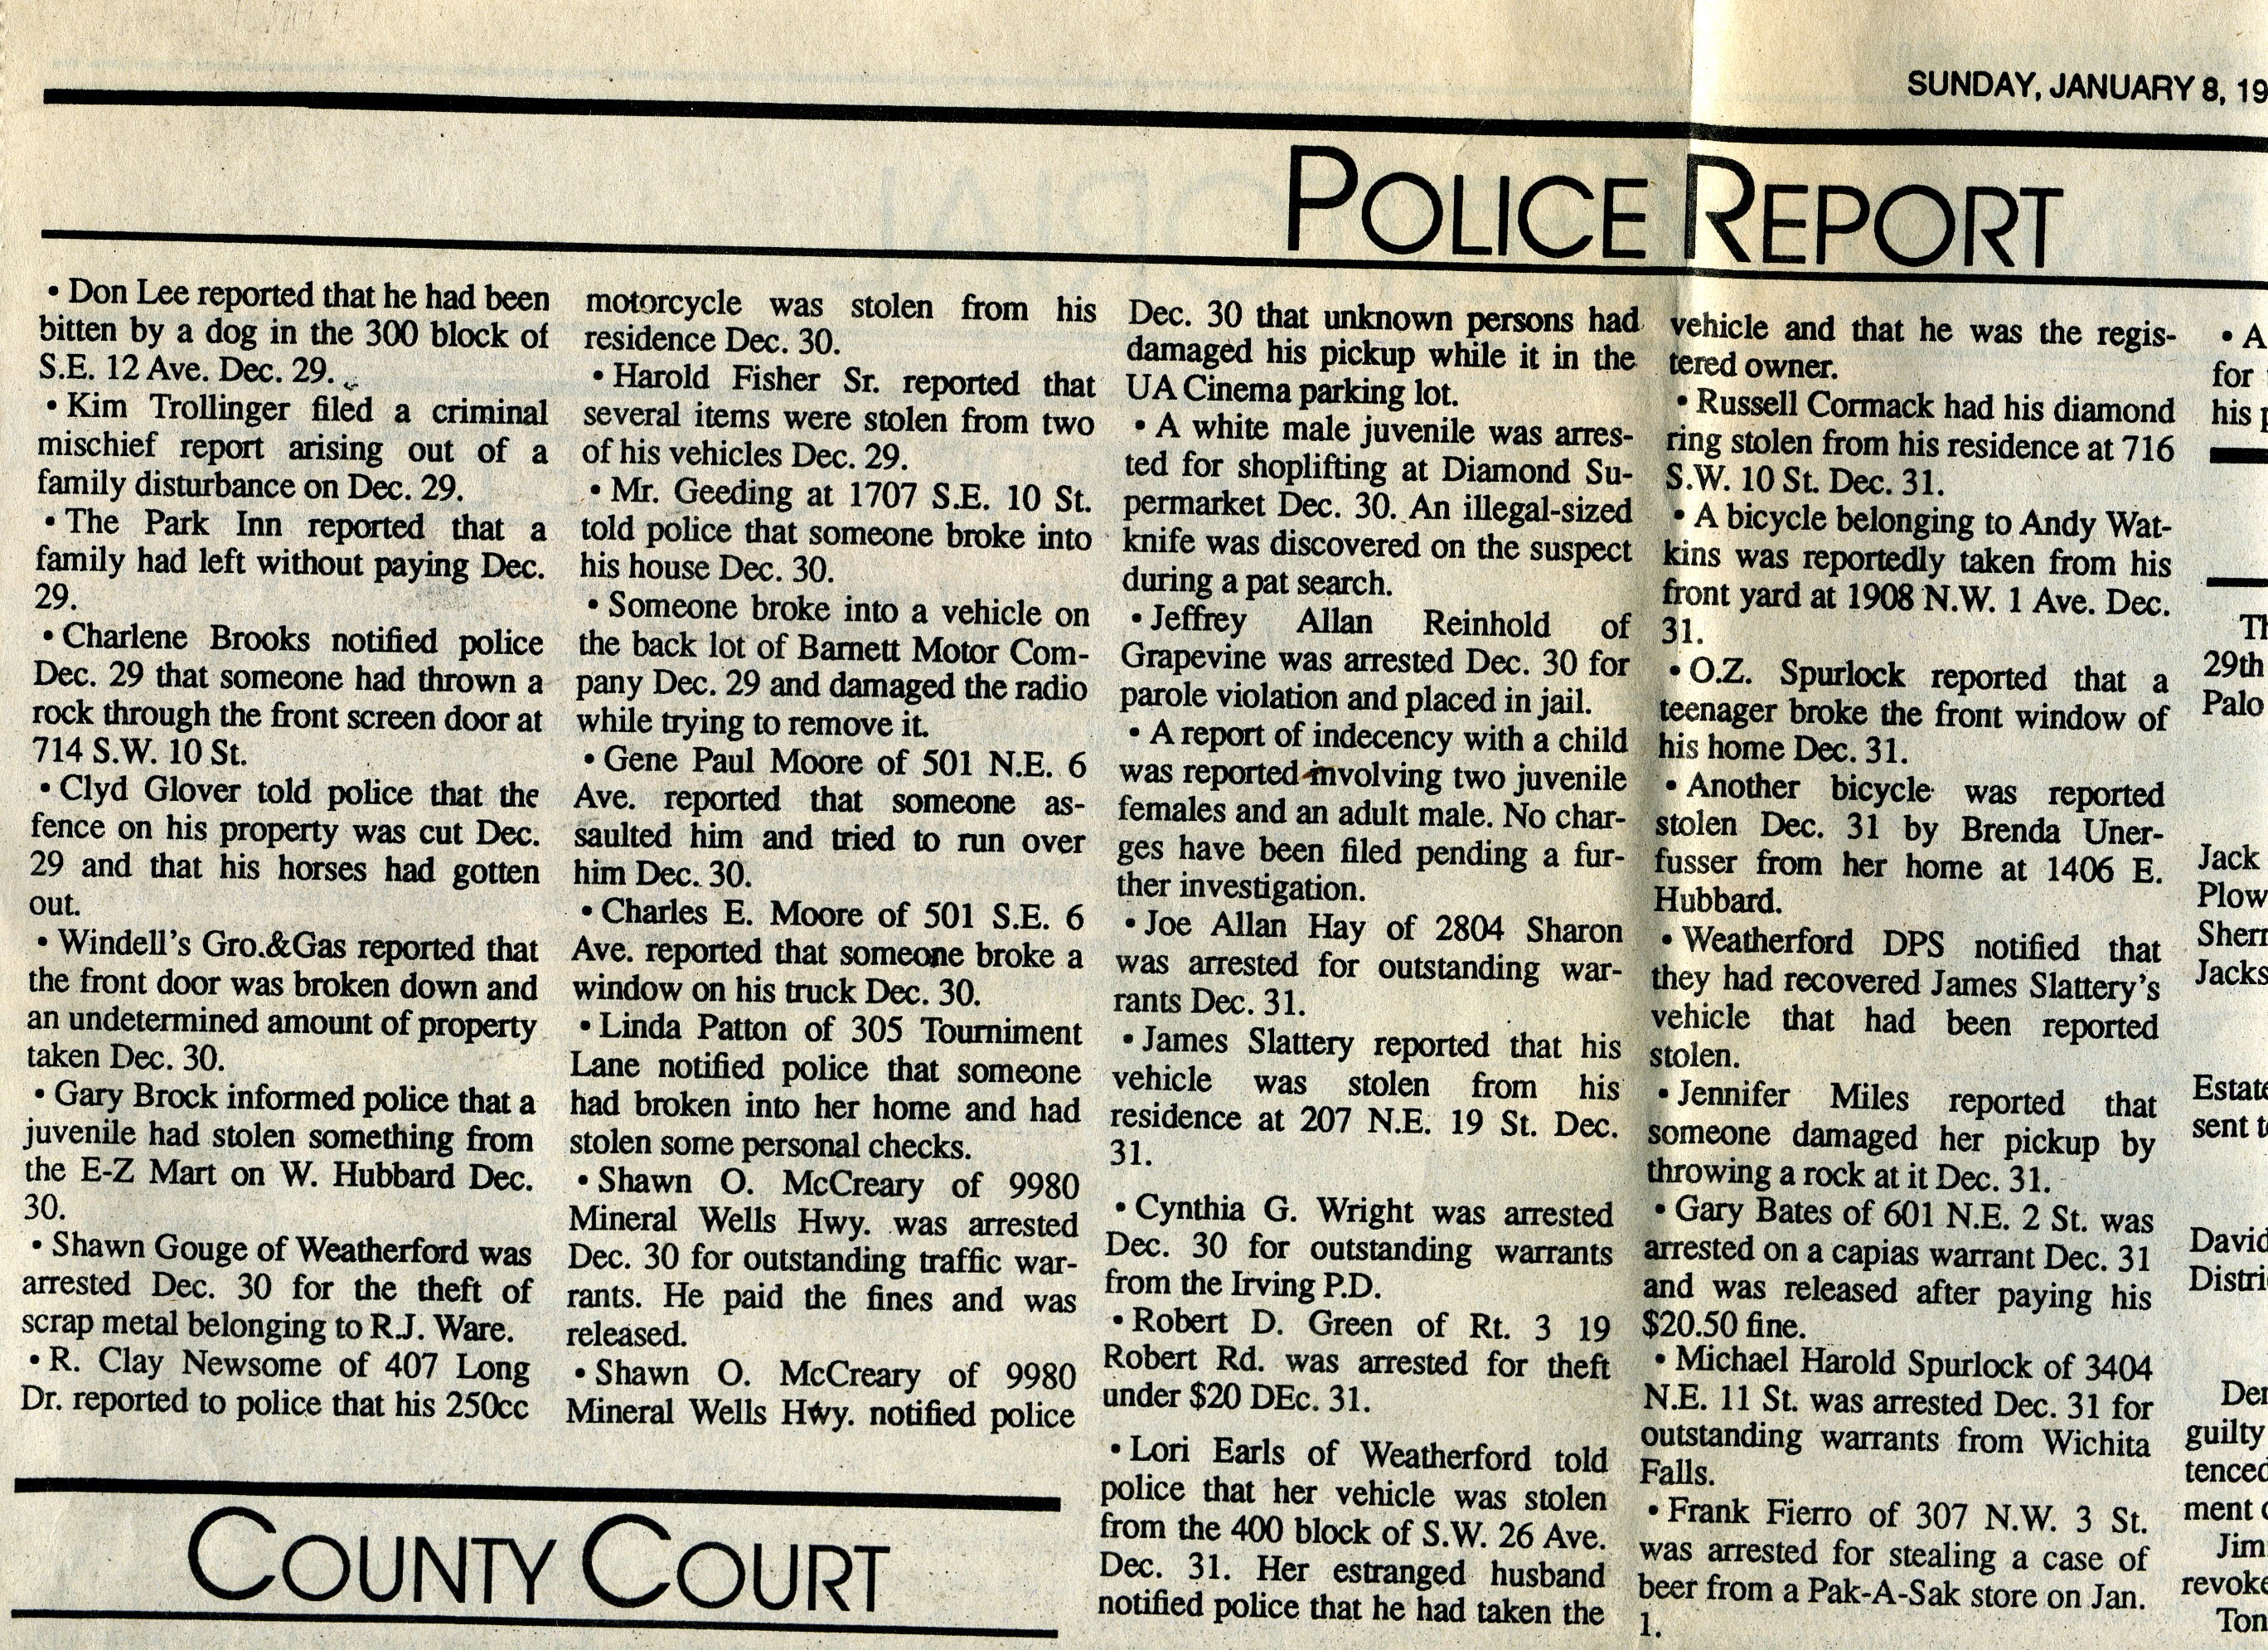 SUNDAY, JANUARY 8, 19
POLICE REPORT
• Don Lee reported that he had been
bitten by a dog in the 300 block of
S.E. 12 Ave. Dec. 29.
• Kim Trollinger filed a criminal
mischief report arising out of a
family disturbance on Dec. 29.
• The Park Inn reported that a
family had left without paying Dec.
29.
• Charlene Brooks notified police
Dec. 29 that someone had thrown a
rock through the front screen door at
714 S.W. 10 St.
• Clyd Glover told police that the
fence on his property was cut Dec.
29 and that his horses had gotten
out.
• Windell's Gro.&Gas reported that
the front door was broken down and
an undetermined amount of property
taken Dec. 30.
• Gary Brock informed police that a
juvenile had stolen something from
the E-Z Mart on W. Hubbard Dec.
30.
• Shawn Gouge of Weatherford was
arrested Dec. 30 for the theft of
scrap metal belonging to R.J. Ware.
• R. Clay Newsome of 407 Long
Dr. reported to police that his 250cc
motorcycle was stolen from his
residence Dec. 30.
• Harold Fisher Sr. reported that
several items were stolen from two
of his vehicles Dec. 29.
• Mr. Geeding at 1707 S.E. 10 St.
told police that someone broke into
his house Dec. 30.
• Someone broke into a vehicle on
the back lot of Barnett Motor Com-
pany Dec. 29 and damaged the radio
while trying to remove it.
• Gene Paul Moore of 501 N.E. 6
Ave. reported that someone as-
saulted him and tried to run over
him Dec. 30.
• Charles E. Moore of 501 S.E. 6
Ave. reported that someone broke a
window on his truck Dec. 30.
• Linda Patton of 305 Tourniment
Lane notified police that someone
had broken into her home and had
stolen some personal checks.
• Shawn O. McCreary of 9980
Mineral Wells Hwy. was arrested
Dec. 30 for outstanding traffic war-
rants. He paid the fines and was
released.
• Shawn O. McCreary of 9980
Mineral Wells Hwy. notified police
Dec. 30 that unknown persons had
damaged his pickup while it in the
UA Cinema parking lot.
• A white male juvenile was arres-
ted for shoplifting at Diamond Su-
permarket Dec. 30. An illegal-sized
knife was discovered on the suspect
during a pat search.
• Jeffrey Allan Reinhold of
Grapevine was arrested Dec. 30 for
parole violation and placed in jail.
• A report of indecency with a child
was reported involving two juvenile
females and an adult male. No char-
ges have been filed pending a fur-
ther investigation.
• Joe Allan Hay of 2804 Sharon
was arrested for outstanding war-
rants Dec. 31.
• James Slattery reported that his
vehicle was stolen from his
residence at 207 N.E. 19 St. Dec.
31.
• Cynthia G. Wright was arrested
Dec. 30 for outstanding warrants
from the Irving P.D.
• Robert D. Green of Rt. 3 19
Robert Rd. was arrested for theft
under $20 DEc. 31.
• Lori Earls of Weatherford told
police that her vehicle was stolen
from the 400 block of S.W. 26 Ave.
Dec. 31. Her estranged husband
notified police that he had taken the
vehicle and that he was the regis-
tered owner.
• Russell Cormack had his diamond
ring stolen from his residence at 716
S.W. 10 St. Dec. 31.
• A bicycle belonging to Andy Wat-
kins was reportedly taken from his
front yard at 1908 N.W. 1 Ave. Dec.
31.
• O.Z. Spurlock reported that a
teenager broke the front window of
his home Dec. 31.
• Another bicycle was reported
stolen Dec. 31 by Brenda Uner-
fusser from her home at 1406 E.
Hubbard.
• Weatherford DPS notified that
they had recovered James Slattery's
vehicle that had been reported
stolen.
• Jennifer Miles reported that
someone damaged her pickup by
throwing a rock at it Dec. 31.
• Gary Bates of 601 N.E. 2 St. was
arrested on a capias warrant Dec. 31
and was released after paying his
$20.50 fine.
• Michael Harold Spurlock of 3404
N.E. 11 St. was arrested Dec. 31 for
outstanding warrants from Wichita
Falls.
• Frank Fierro of 307 N.W. 3 St.
was arrested for stealing a case of
beer from a Pak-A-Sak store on Jan.
1.
• A
for
his
29th
Palo
Jack
Plow
Sherr
Jacks
Estate
sent
David
Distri
Der
guilty
tenced
ment
Jim
revoke
Ton
COUNTY COURT